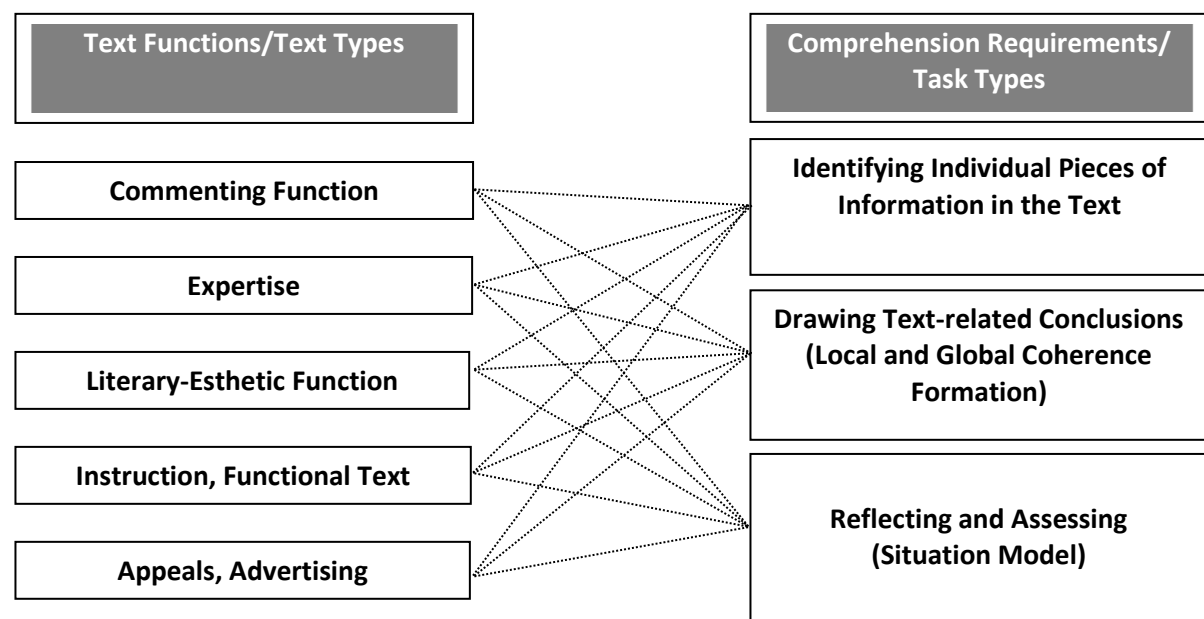 Text Functions/Text Types
Commenting Function
Expertise
Literary-Esthetic Function
Instruction, Functional Text
Appeals, Advertising
Comprehension Requirements/
Task Types
Identifying Individual Pieces of
Information in the Text
Drawing Text-related Conclusions
(Local and Global Coherence
Formation)
Reflecting and Assessing
(Situation Model)